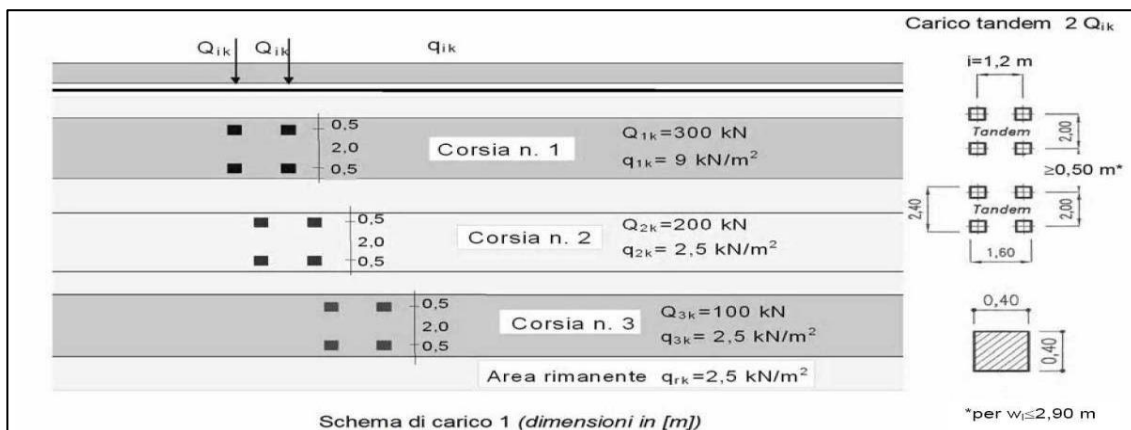 Carico tandem 2 Qik
Qik Qik qik
i=1,2 m
0,5
2,0
0,5
Corsia n. 1
Q1k=300 kN
q1k= 9 kN/m²
Tandem
2,00
≥0,50 m*
0,5
2,0
0,5
Corsia n. 2
Q2k=200 kN
q2k= 2,5 kN/m²
2,40
Tandem
2,00
1,60
0,5
2,0
0,5
Corsia n. 3
Q3k=100 kN
q3k= 2,5 kN/m²
0,40
0,40
Area rimanente qrk=2,5 kN/m²
Schema di carico 1 (dimensioni in [m])
*per wl≤2,90 m